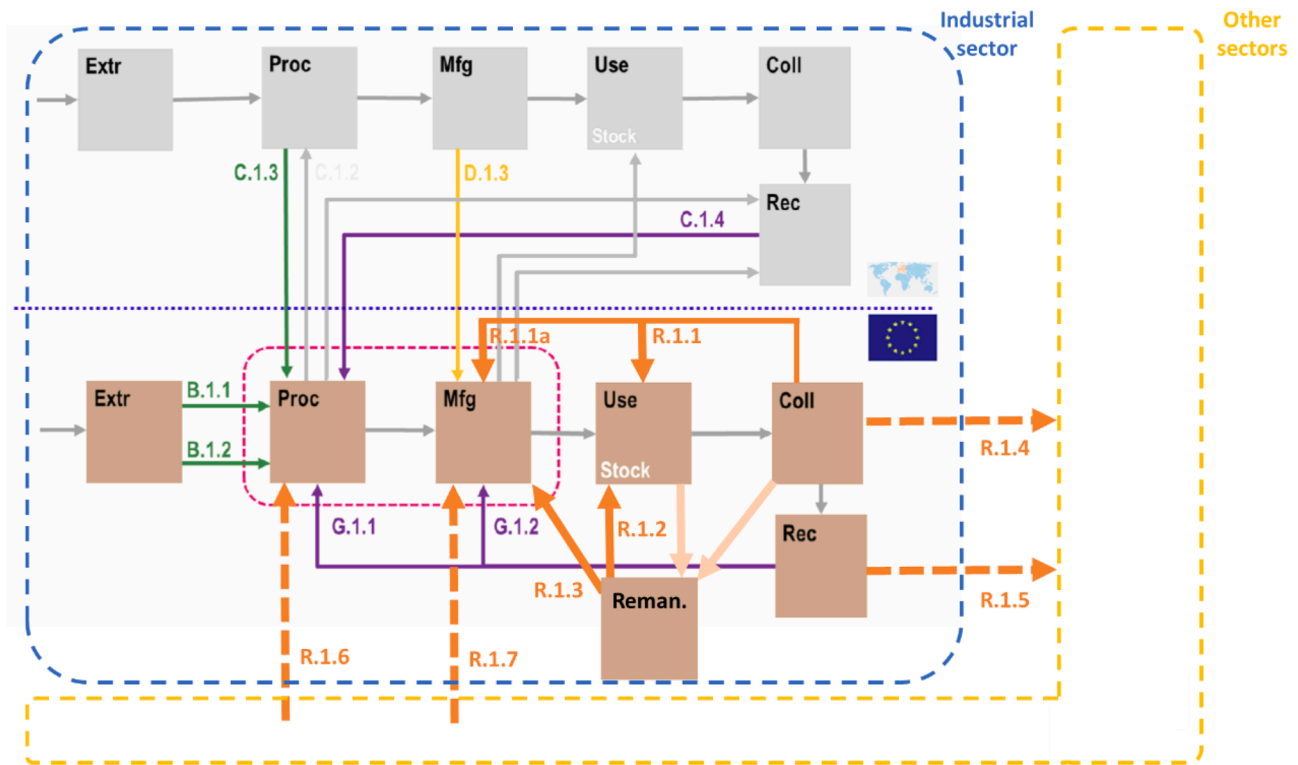 Industrial
sector
Other
sectors
Extr
Proc
Mfg
Use
Stock
Coll
C.1.3
C.1.2
D.1.3
Rec
C.1.4
R.1.1a
R.1.1
Extr
B.1.1
B.1.2
Proc
Mfg
Use
Stock
Coll
R.1.4
G.1.1
G.1.2
R.1.2
Rec
R.1.3
Reman.
R.1.5
R.1.6
R.1.7